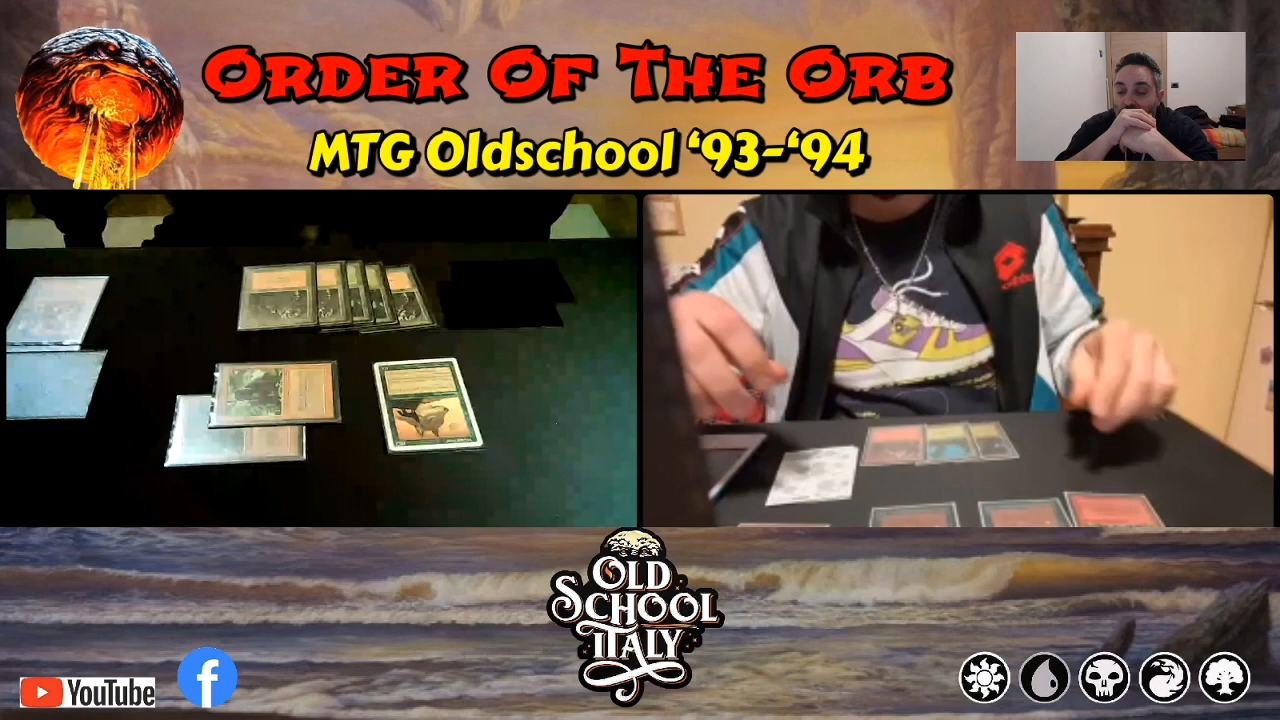 ORDER OF THE ORB
MTG Oldschool ‘93-‘94
OLD
SCHOOL
ITALY
YouTube
f